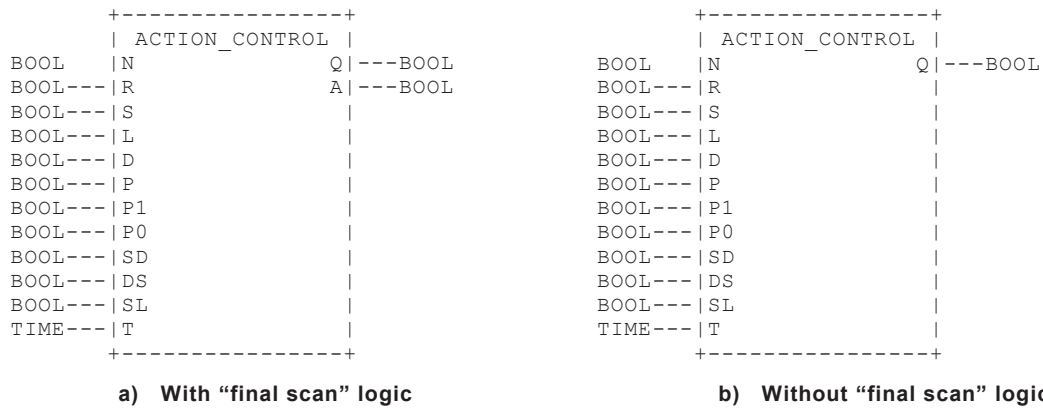 +----------------+
| ACTION_CONTROL |
BOOL   |N              Q|---BOOL
BOOL---|R              A|---BOOL
BOOL---|S               |
BOOL---|L               |
BOOL---|D               |
BOOL---|P               |
BOOL---|P1              |
BOOL---|P0              |
BOOL---|SD              |
BOOL---|DS              |
BOOL---|SL              |
TIME---|T               |
+----------------+
a) With “final scan” logic
+----------------+
| ACTION_CONTROL |
BOOL   |N              Q|---BOOL
BOOL---|R               |
BOOL---|S               |
BOOL---|L               |
BOOL---|D               |
BOOL---|P               |
BOOL---|P1              |
BOOL---|P0              |
BOOL---|SD              |
BOOL---|DS              |
BOOL---|SL              |
TIME---|T               |
+----------------+
b) Without “final scan” logic